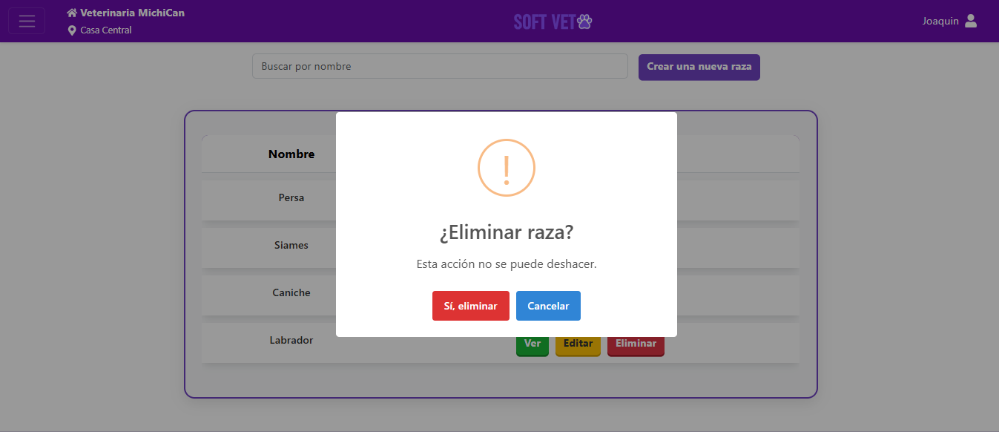 Veterinaria MichiCan
Casa Central
SOFT VET
Joaquin
Buscar por nombre
Crear una nueva raza
Nombre
Persa
Siames
Caniche
Labrador
!
¿Eliminar raza?
Esta acción no se puede deshacer.
Sí, eliminar
Cancelar
Ver
Editar
Eliminar